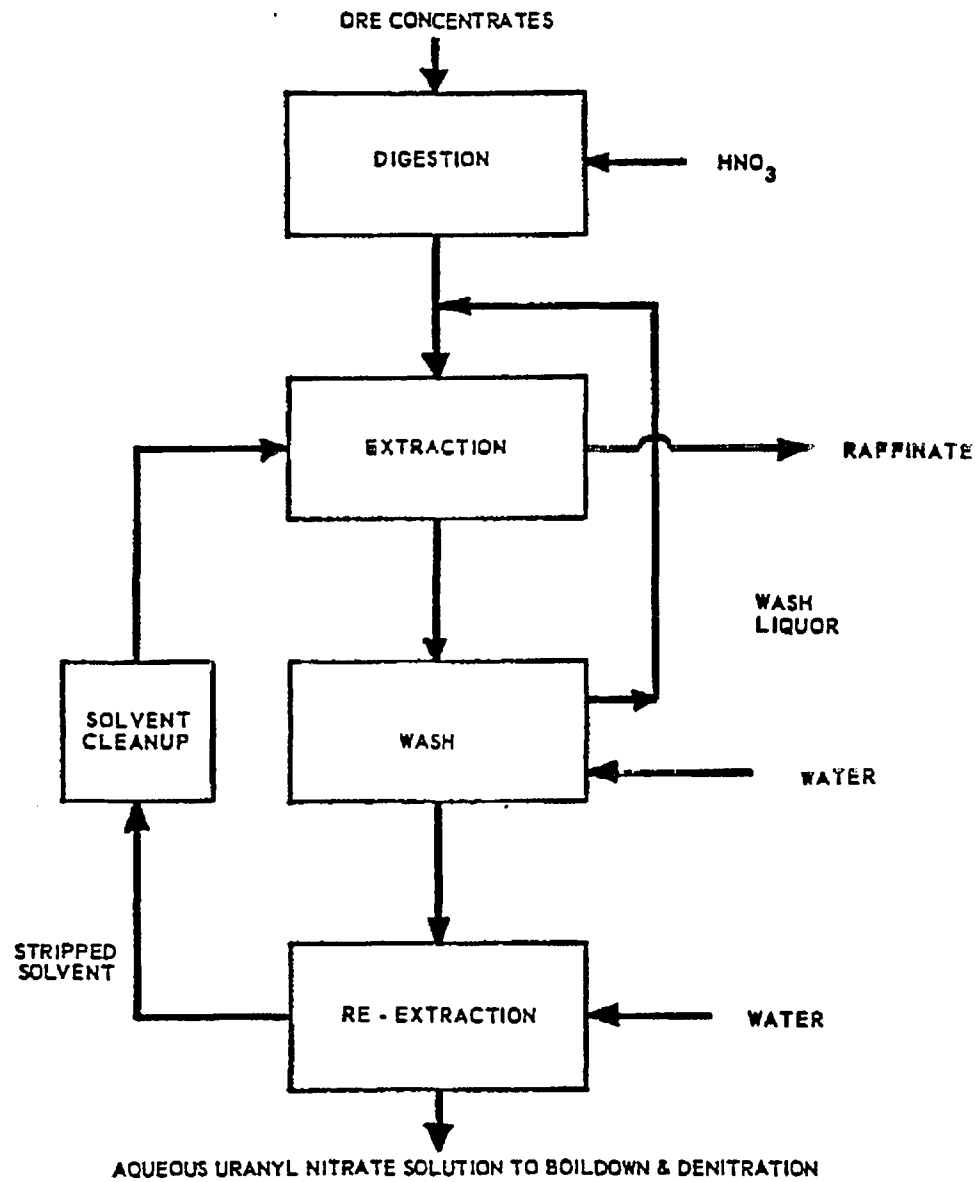 ORE CONCENTRATES
DIGESTION
HNO3
EXTRACTION
RAFFINATE
WASH
LIQUOR
SOLVENT
CLEANUP
WASH
WATER
STRIPPED
SOLVENT
RE - EXTRACTION
WATER
AQUEOUS URANYL NITRATE SOLUTION TO BOILDOWN & DENITRATION